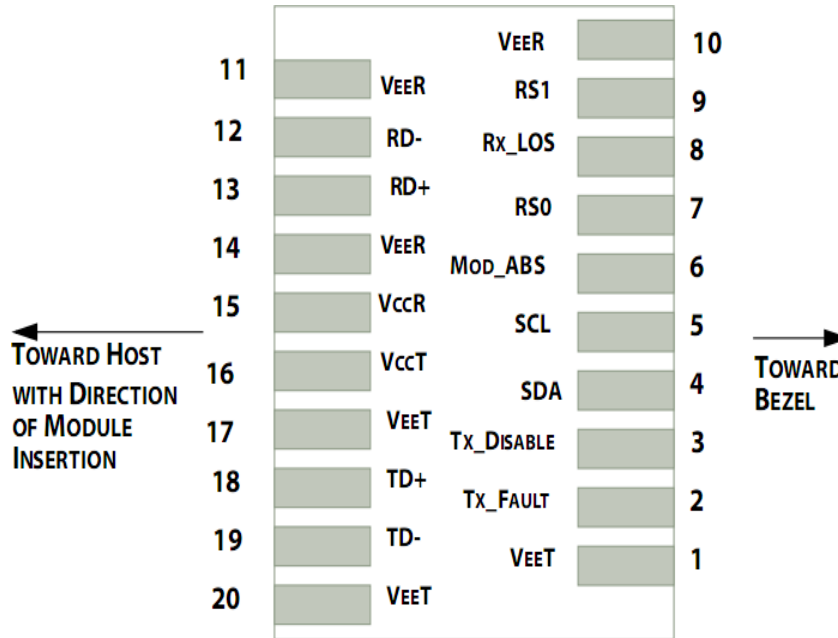 VEER 10
11 VEER
RS1 9
12 RD-
RX_LOS 8
13 RD+
RS0 7
14 VEER
MOD_ABS 6
15 VCCR
SCL 5
16 VCCT
SDA 4
17 VEET
TX_DISABLE 3
18 TD+
TX_FAULT 2
19 TD-
VEET 1
20 VEET
TOWARD HOST
WITH DIRECTION
OF MODULE
INSERTION
TOWARD
BEZEL